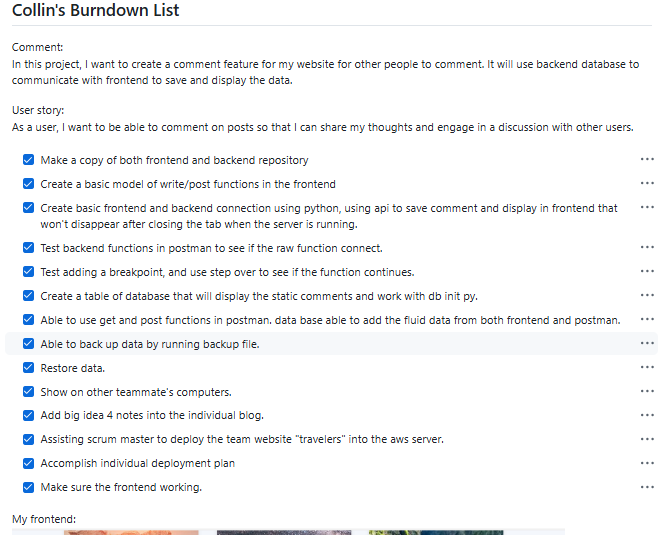 Collin's Burndown List
Comment:
In this project, I want to create a comment feature for my website for other people to comment. It will use backend database to
communicate with frontend to save and display the data.
User story:
As a user, I want to be able to comment on posts so that I can share my thoughts and engage in a discussion with other users.
Make a copy of both frontend and backend repository
Create a basic model of write/post functions in the frontend
Create basic frontend and backend connection using python, using api to save comment and display in frontend that
won't disappear after closing the tab when the server is running.
Test backend functions in postman to see if the raw function connect.
Test adding a breakpoint, and use step over to see if the function continues.
Create a table of database that will display the static comments and work with db init py.
Able to use get and post functions in postman. data base able to add the fluid data from both frontend and postman.
Able to back up data by running backup file.
Restore data.
Show on other teammate's computers.
Add big idea 4 notes into the individual blog.
Assisting scrum master to deploy the team website "travelers" into the aws server.
Accomplish individual deployment plan
Make sure the frontend working.
My frontend: